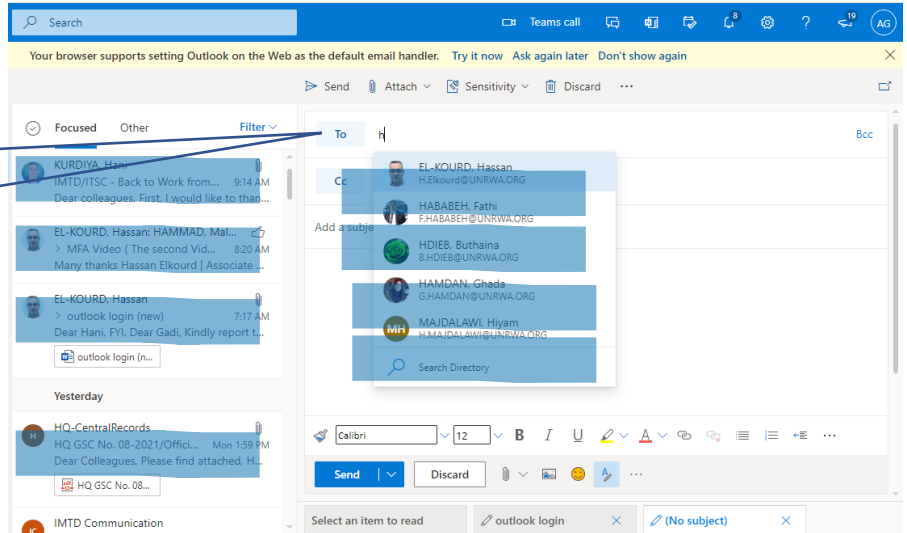 Search
Teams call
8
?
19
AG
Your browser supports setting Outlook on the Web as the default email handler. Try it now Ask again later Don't show again
Send Attach Sensitivity Discard ...
Focused Other Filter
To h Bcc
Cc
Add a subje
EL-KOURD, Hassan
H.Elkourd@UNRWA.ORG
HABABEH, Fathi
F.HABABEH@UNRWA.ORG
HDIEB, Buthaina
B.HDIEB@UNRWA.ORG
HAMDAN, Ghada
G.HAMDAN@UNRWA.ORG
MH
MAJDALAWI, Hiyam
H.MAJDALAWI@UNRWA.ORG
Search Directory
KURDIYA, Hani
IMTD/ITSC - Back to Work from... 9:14 AM
Dear colleagues, First, I would like to than...
EL-KOURD, Hassan; HAMMAD, Mal...
> MFA Video ( The second Vid... 8:20 AM
Many thanks Hassan Elkourd | Associate ...
EL-KOURD, Hassan
> outlook login (new) 7:17 AM
Dear Hani, FYI. Dear Gadi, Kindly report t...
outlook login (n...
Yesterday
H
HQ-CentralRecords
HQ GSC No. 08-2021/Offici... Mon 1:59 PM
Dear Colleagues, Please find attached, H...
HQ GSC No. 08...
IC
IMTD Communication
Calibri 12 B I U A ...
Send Discard ...
Select an item to read outlook login (No subject)